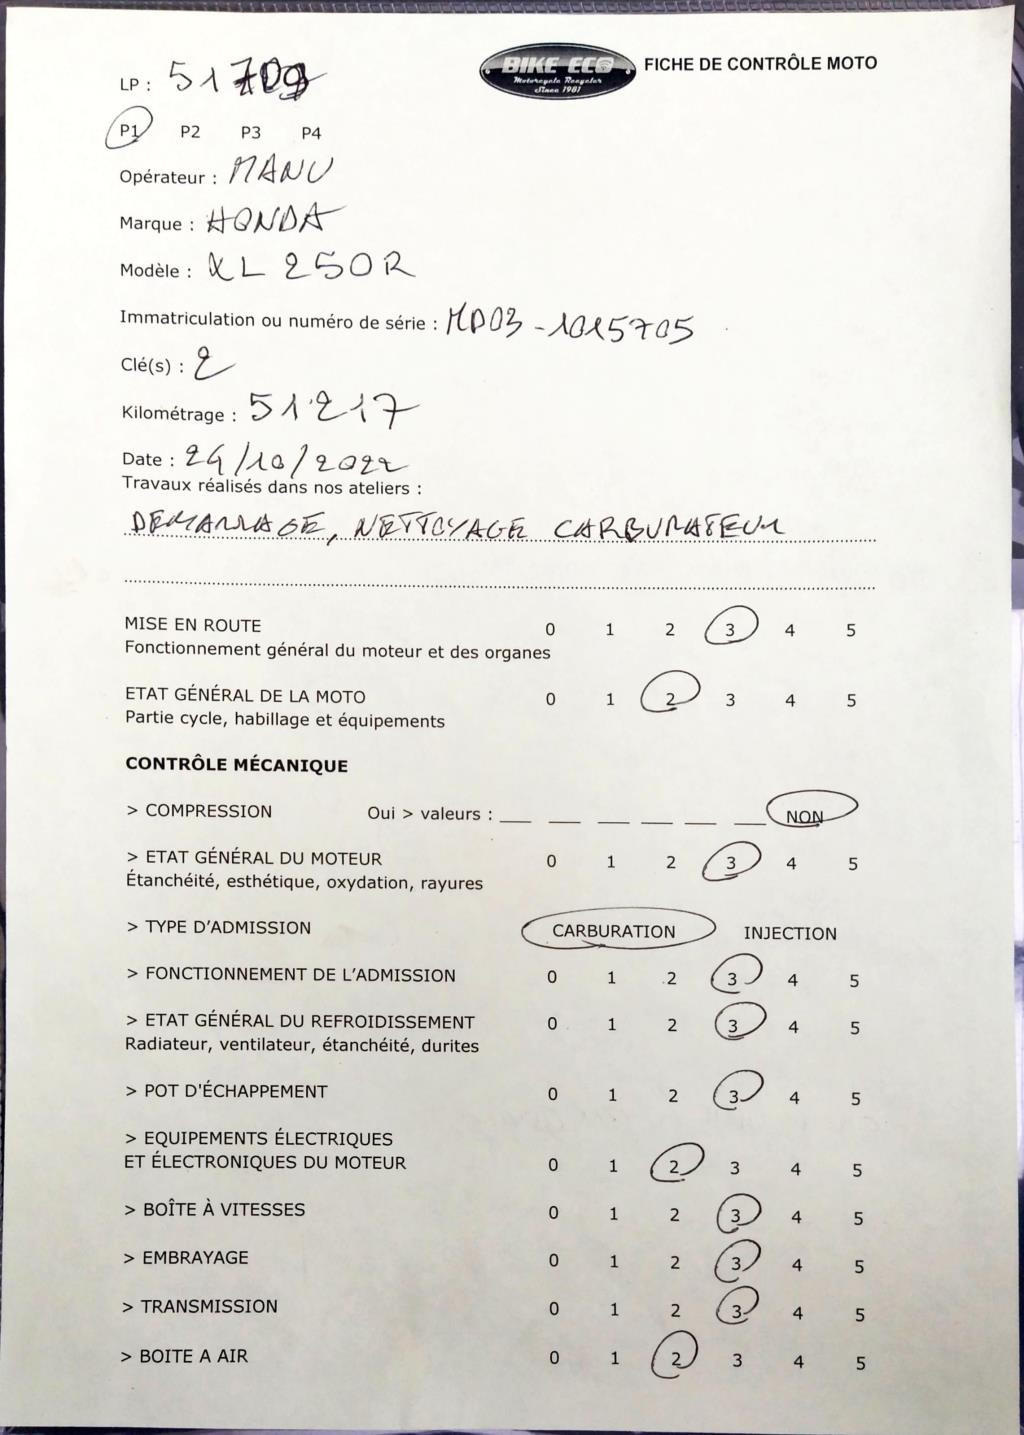 BIKE ECO
Motorcycle Recycler
Since 1981
FICHE DE CONTRÔLE MOTO
LP : 51709
P1 P2 P3 P4
Opérateur : MANU
Marque : HONDA
Modèle : XL 250R
Immatriculation ou numéro de série : MD03-1015705
Clé(s) : 2
Kilométrage : 51217
Date : 24/10/2022
Travaux réalisés dans nos ateliers :
DEMARRAGE, NETTOYAGE CARBURATEUR
MISE EN ROUTE 0 1 2 3 4 5
Fonctionnement général du moteur et des organes
ETAT GÉNÉRAL DE LA MOTO 0 1 2 3 4 5
Partie cycle, habillage et équipements
CONTRÔLE MÉCANIQUE
> COMPRESSION Oui > valeurs : __ __ __ __ __ __ NON
> ETAT GÉNÉRAL DU MOTEUR 0 1 2 3 4 5
Étanchéité, esthétique, oxydation, rayures
> TYPE D'ADMISSION CARBURATION INJECTION
> FONCTIONNEMENT DE L'ADMISSION 0 1 2 3 4 5
> ETAT GÉNÉRAL DU REFROIDISSEMENT 0 1 2 3 4 5
Radiateur, ventilateur, étanchéité, durites
> POT D'ÉCHAPPEMENT 0 1 2 3 4 5
> EQUIPEMENTS ÉLECTRIQUES
ET ÉLECTRONIQUES DU MOTEUR 0 1 2 3 4 5
> BOÎTE À VITESSES 0 1 2 3 4 5
> EMBRAYAGE 0 1 2 3 4 5
> TRANSMISSION 0 1 2 3 4 5
> BOITE A AIR 0 1 2 3 4 5